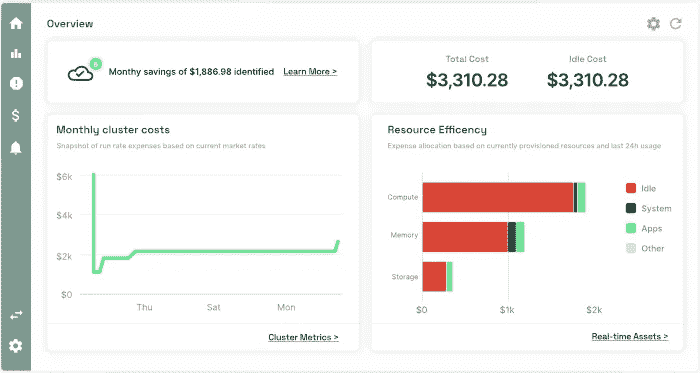 Overview
Monthy savings of $1,886.98 identified Learn More >
Total Cost
$3,310.28
Idle Cost
$3,310.28
Monthly cluster costs
Snapshot of run rate expenses based on current market rates
$6k
$4k
$2k
$0
Thu Sat Mon
Cluster Metrics >
Resource Efficency
Expense allocation based on currently provisioned resources and last 24h usage
Compute
Memory
Storage
$0 $1k $2k
Idle
System
Apps
Other
Real-time Assets >